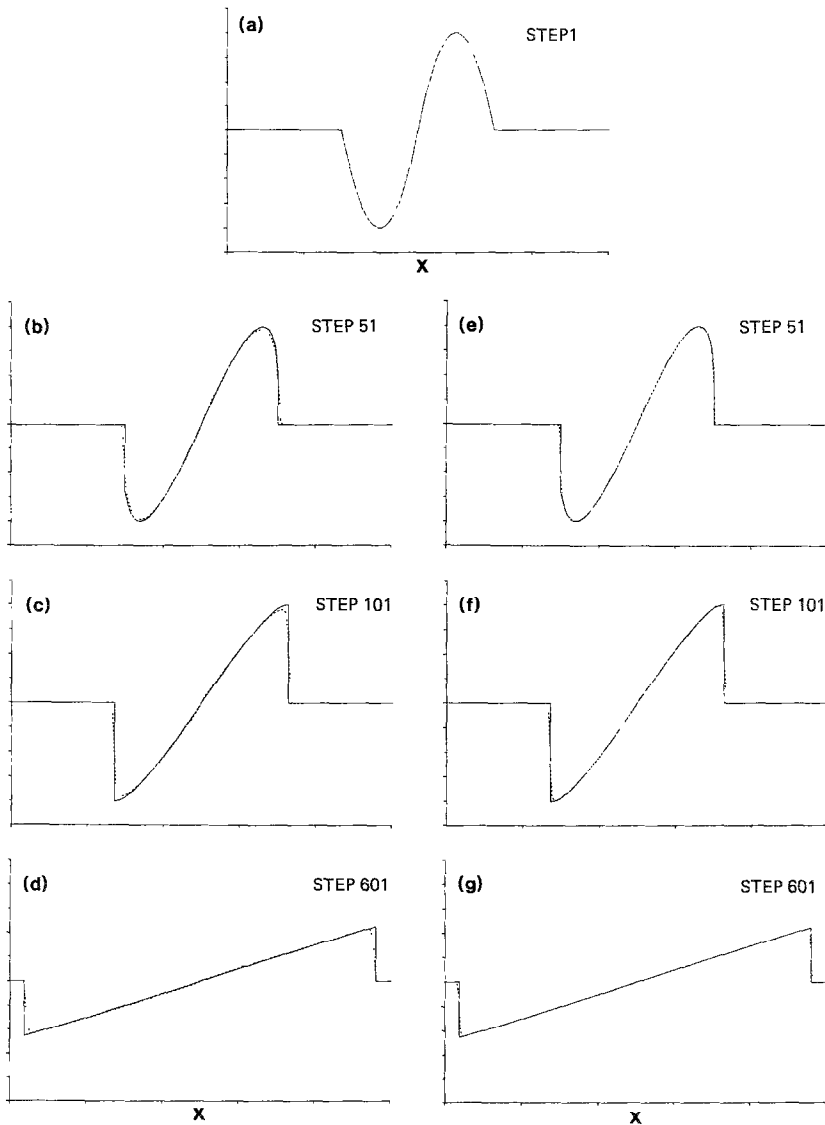 (a) STEP1
X
(b) STEP 51
(e) STEP 51
(c) STEP 101
(f) STEP 101
(d) STEP 601
(g) STEP 601
X
X